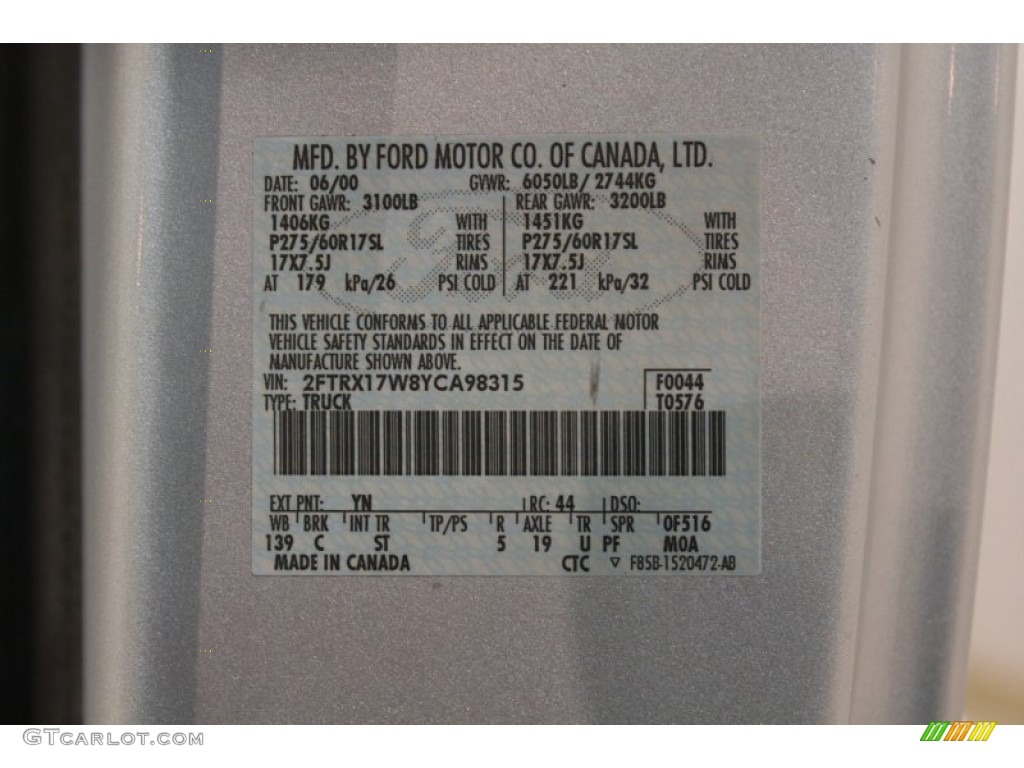 MFD. BY FORD MOTOR CO. OF CANADA, LTD.
DATE: 06/00 GVWR: 6050LB/ 2744KG
FRONT GAWR: 3100LB REAR GAWR: 3200LB
1406KG WITH 1451KG WITH
P275/60R17SL TIRES P275/60R17SL TIRES
17X7.5J RIMS 17X7.5J RIMS
AT 179 kPa/26 PSI COLD AT 221 kPa/32 PSI COLD
THIS VEHICLE CONFORMS TO ALL APPLICABLE FEDERAL MOTOR
VEHICLE SAFETY STANDARDS IN EFFECT ON THE DATE OF
MANUFACTURE SHOWN ABOVE.
VIN: 2FTRX17W8YCA98315 F0044
TYPE: TRUCK T0576
EXT PNT: YN RC: 44 DSO:
WB BRK INT TR TP/PS R AXLE TR SPR 0F516
139 C ST 5 19 U PF M0A
MADE IN CANADA CTC ▽ F85B-1520472-AB
GTCarLot.com